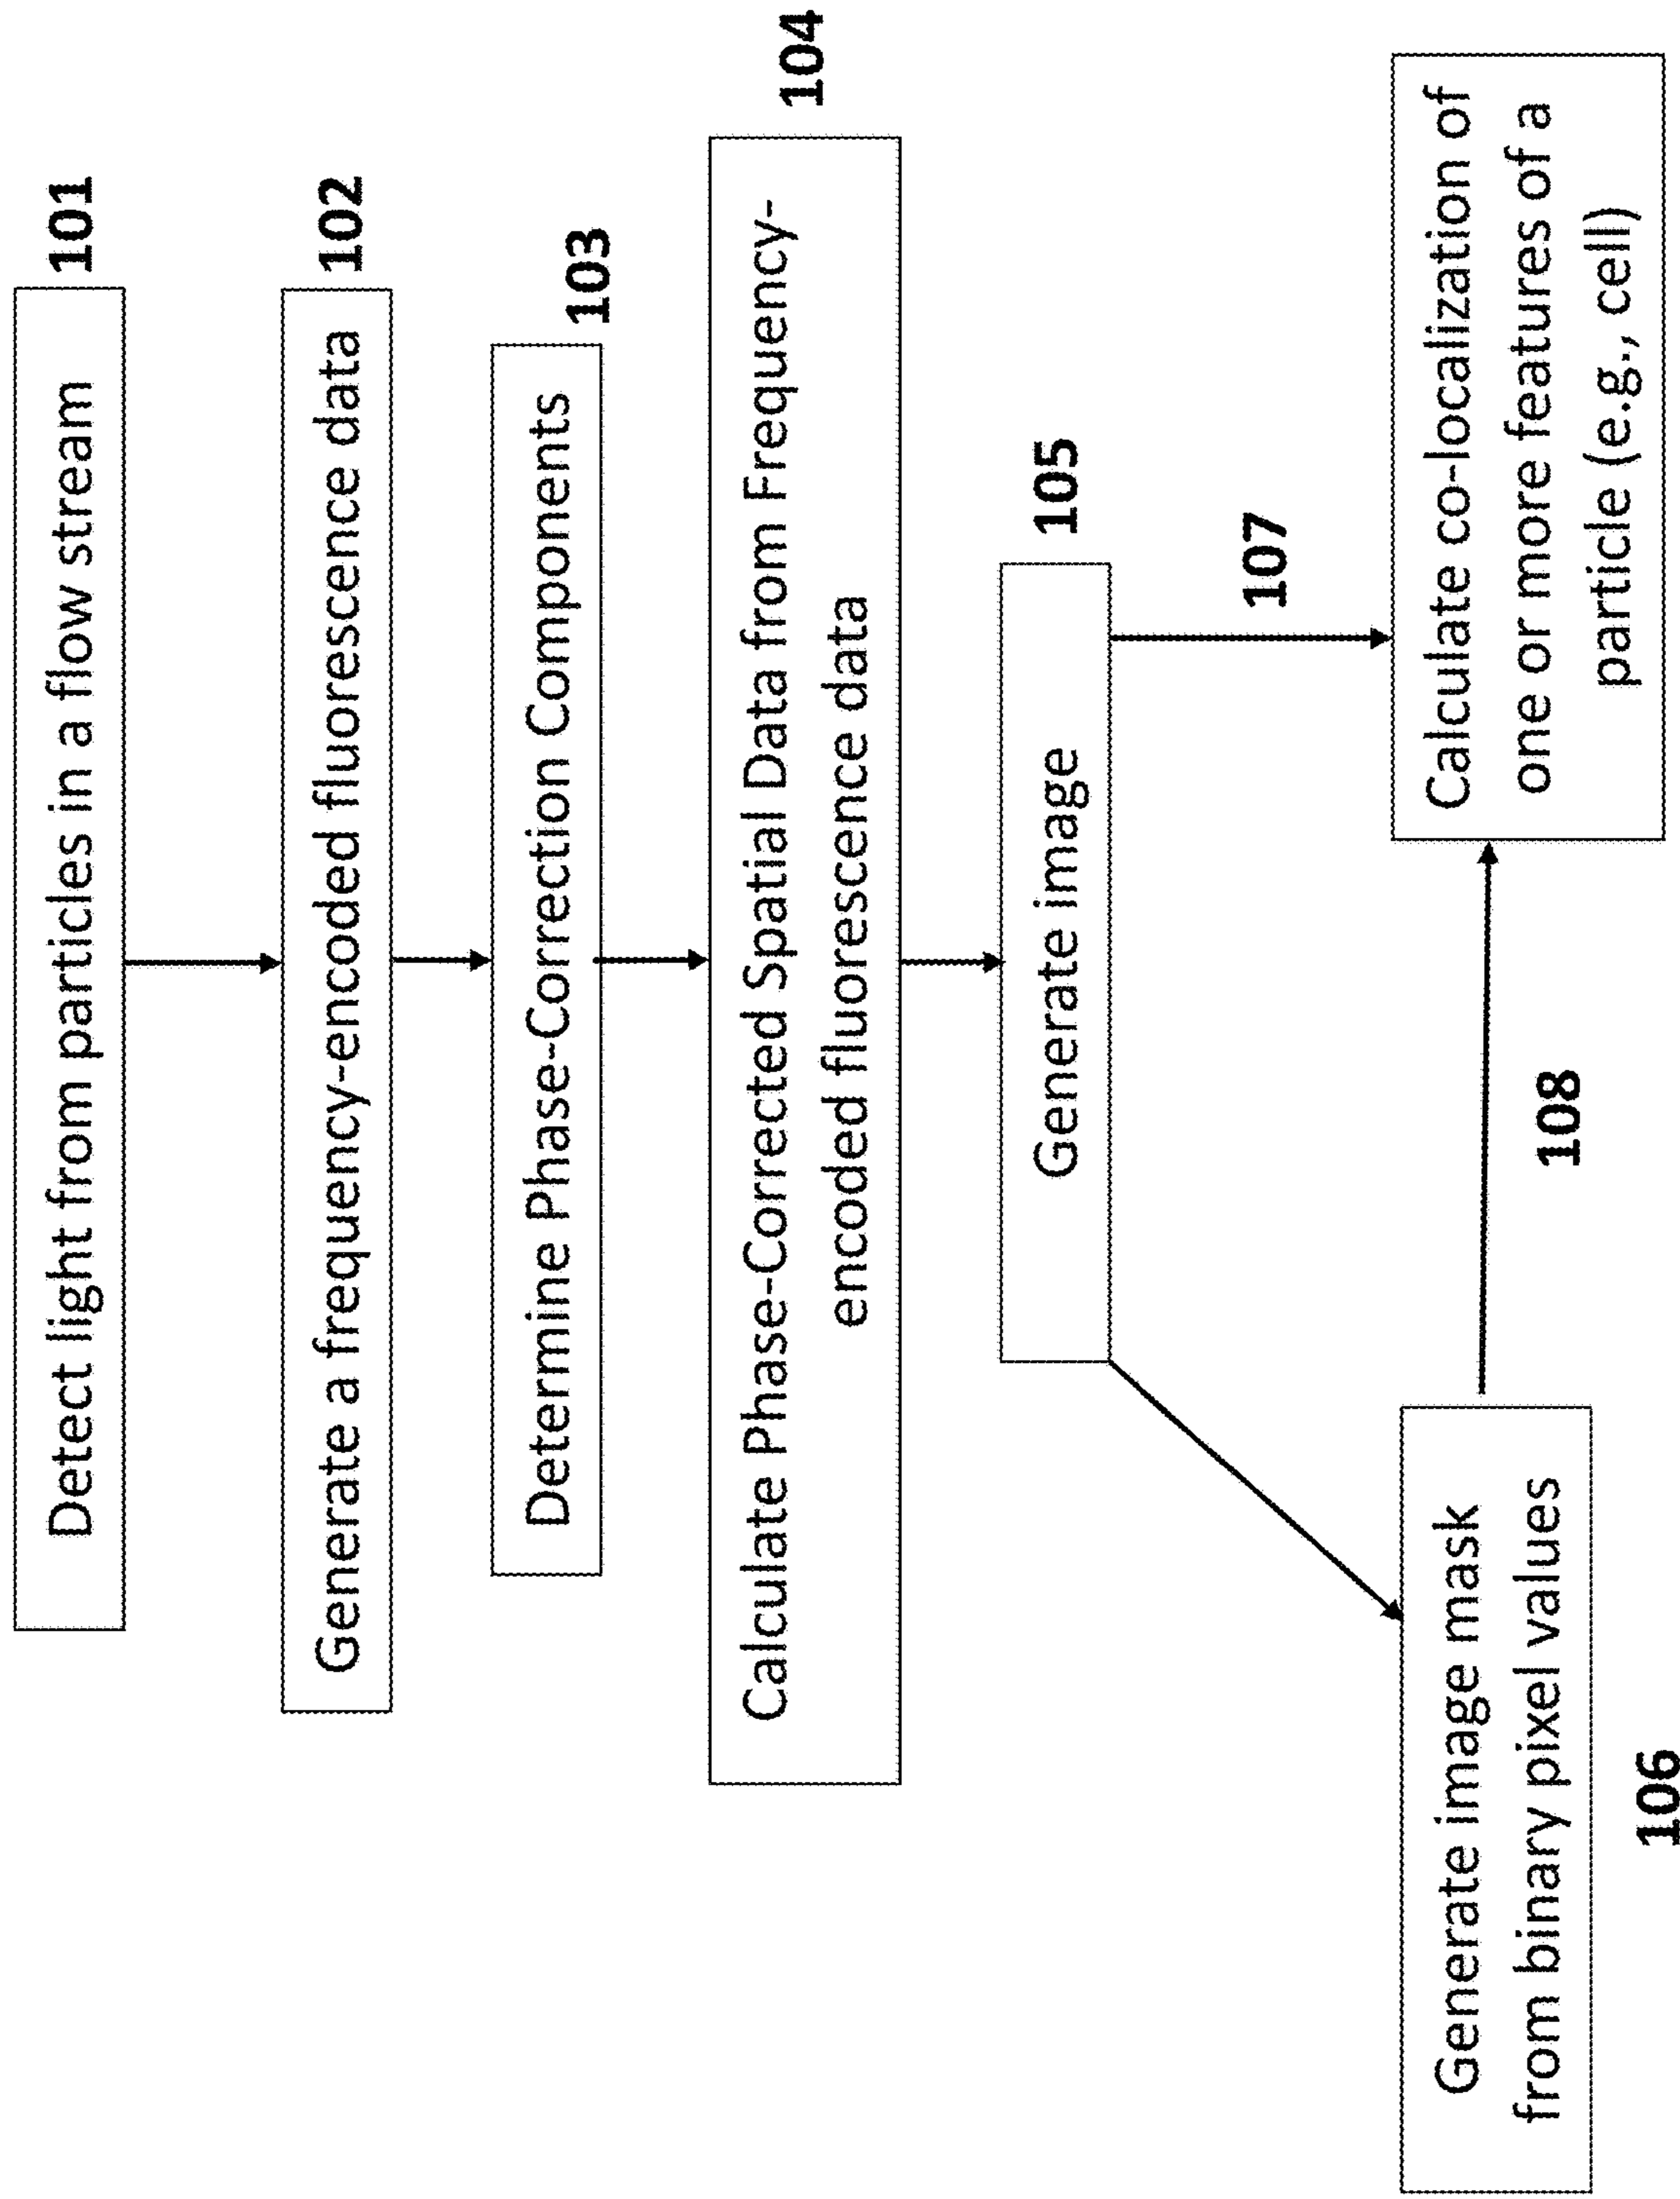 Detect light from particles in a flow stream
101
Generate a frequency-encoded fluorescence data
102
Determine Phase-Correction Components
103
Calculate Phase-Corrected Spatial Data from Frequency-
encoded fluorescence data
104
Generate image
105
107
Generate image mask
from binary pixel values
106
108
Calculate co-localization of
one or more features of a
particle (e.g., cell)